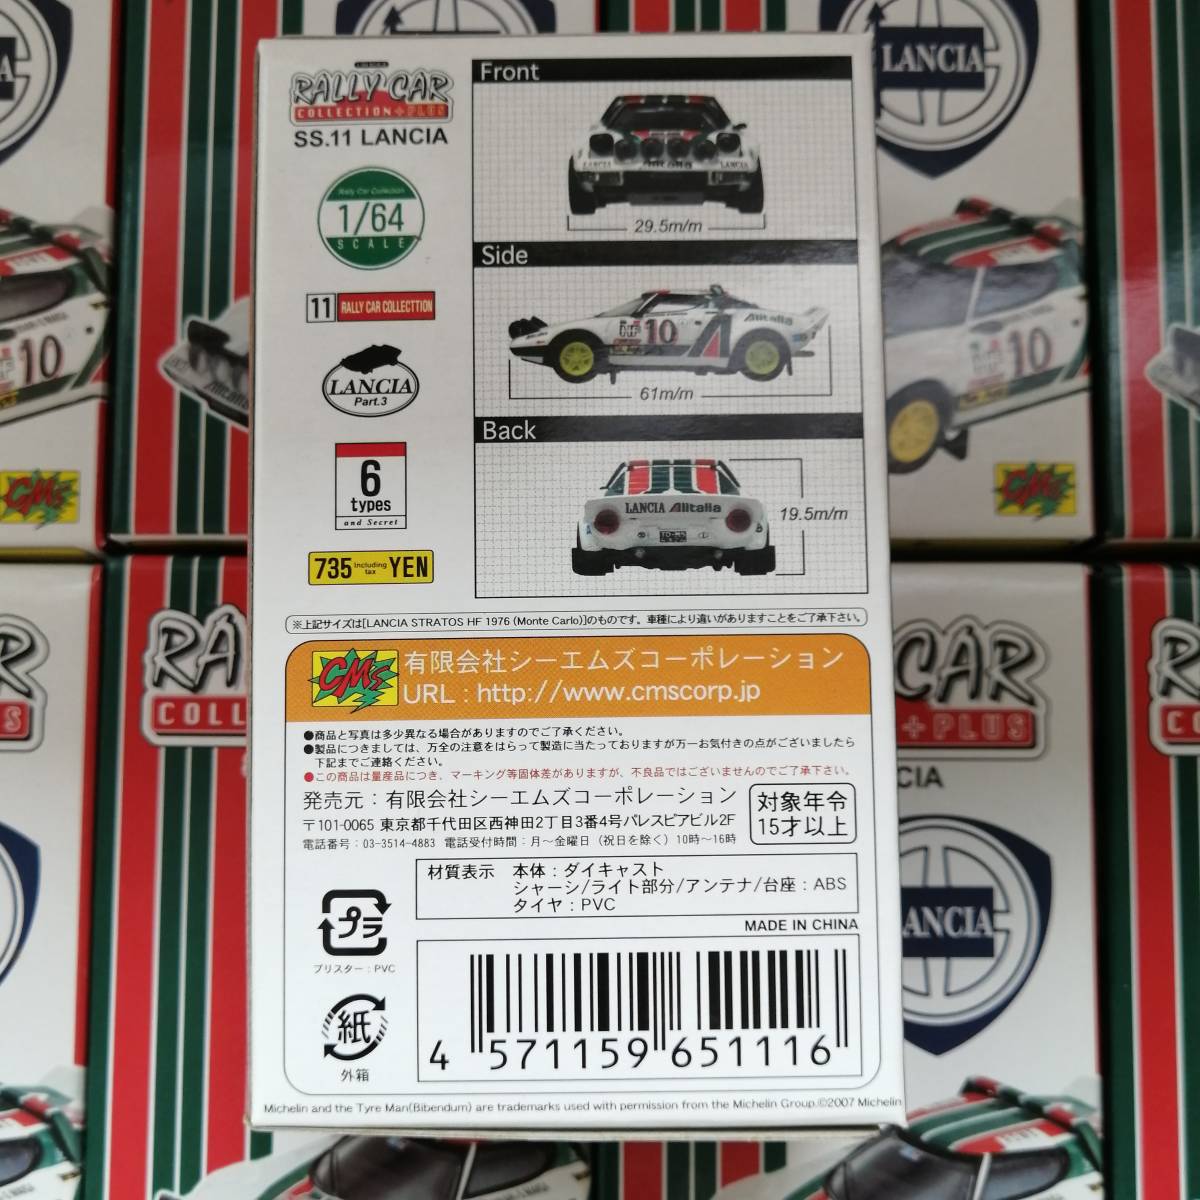 RALLY CAR
COLLECTION+PLUS
SS.11 LANCIA
Rally Car Collection
1/64
SCALE
11 RALLY CAR COLLECTTION
LANCIA
Part.3
6
types
and Secret
735 Including tax YEN
Front
LANCIA Alitalia LANCIA
29.5m/m
Side
10 Alitalia
61m/m
Back
LANCIA Alitalia
19.5m/m
※上記サイズは[LANCIA STRATOS HF 1976 (Monte Carlo)]のものです。車種により違いがありますことをご了承下さい。
CMs 有限会社シーエムズコーポレーション
URL : http://www.cmscorp.jp
●商品と写真は多少異なる場合がありますのでご了承ください。
●製品につきましては、万全の注意をはらって製造に当たっておりますが万一お気付きの点がございましたら
下記までご連絡ください。
●この商品は量産品につき、マーキング等固体差がありますが、不良品ではございませんのでご了承下さい。
発売元：有限会社シーエムズコーポレーション
〒101-0065 東京都千代田区西神田2丁目3番4号パレスピアビル2F
電話番号：03-3514-4883 電話受付時間：月〜金曜日（祝日を除く）10時〜16時
対象年令
15才以上
材質表示 本体：ダイキャスト
シャーシ/ライト部分/アンテナ/台座：ABS
タイヤ：PVC
MADE IN CHINA
プラ
ブリスター：PVC
紙
外箱
4 571159 651116
Michelin and the Tyre Man(Bibendum) are trademarks used with permission from the Michelin Group.©2007 Michelin
LANCIA
10
CMs
10
CMs
RA
COLL
CAR
+PLUS
CIA
ANCIA